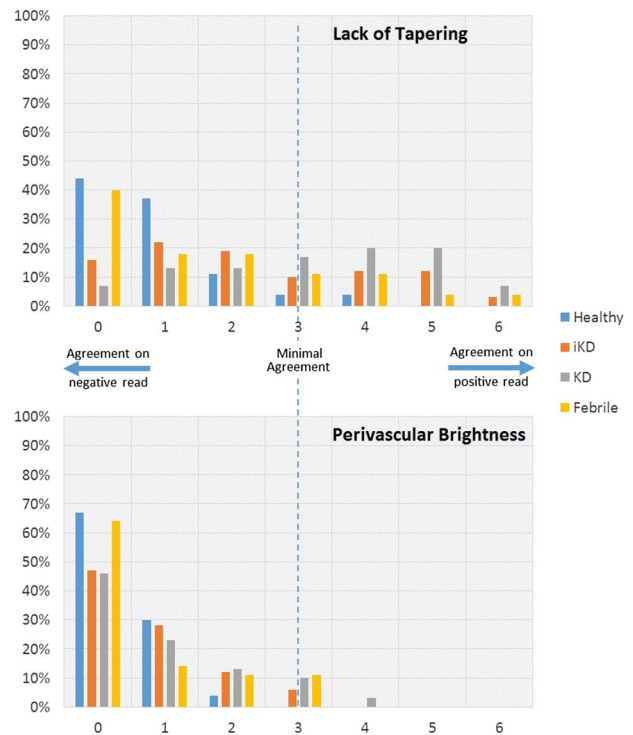 100%
Lack of Tapering
90%
80%
70%
60%
50%
40%
30%
20%
10%
0%
0 1 2 3 4 5 6
Agreement on
negative read
Minimal
Agreement
Agreement on
positive read
Healthy
iKD
KD
Febrile
100%
Perivascular Brightness
90%
80%
70%
60%
50%
40%
30%
20%
10%
0%
0 1 2 3 4 5 6